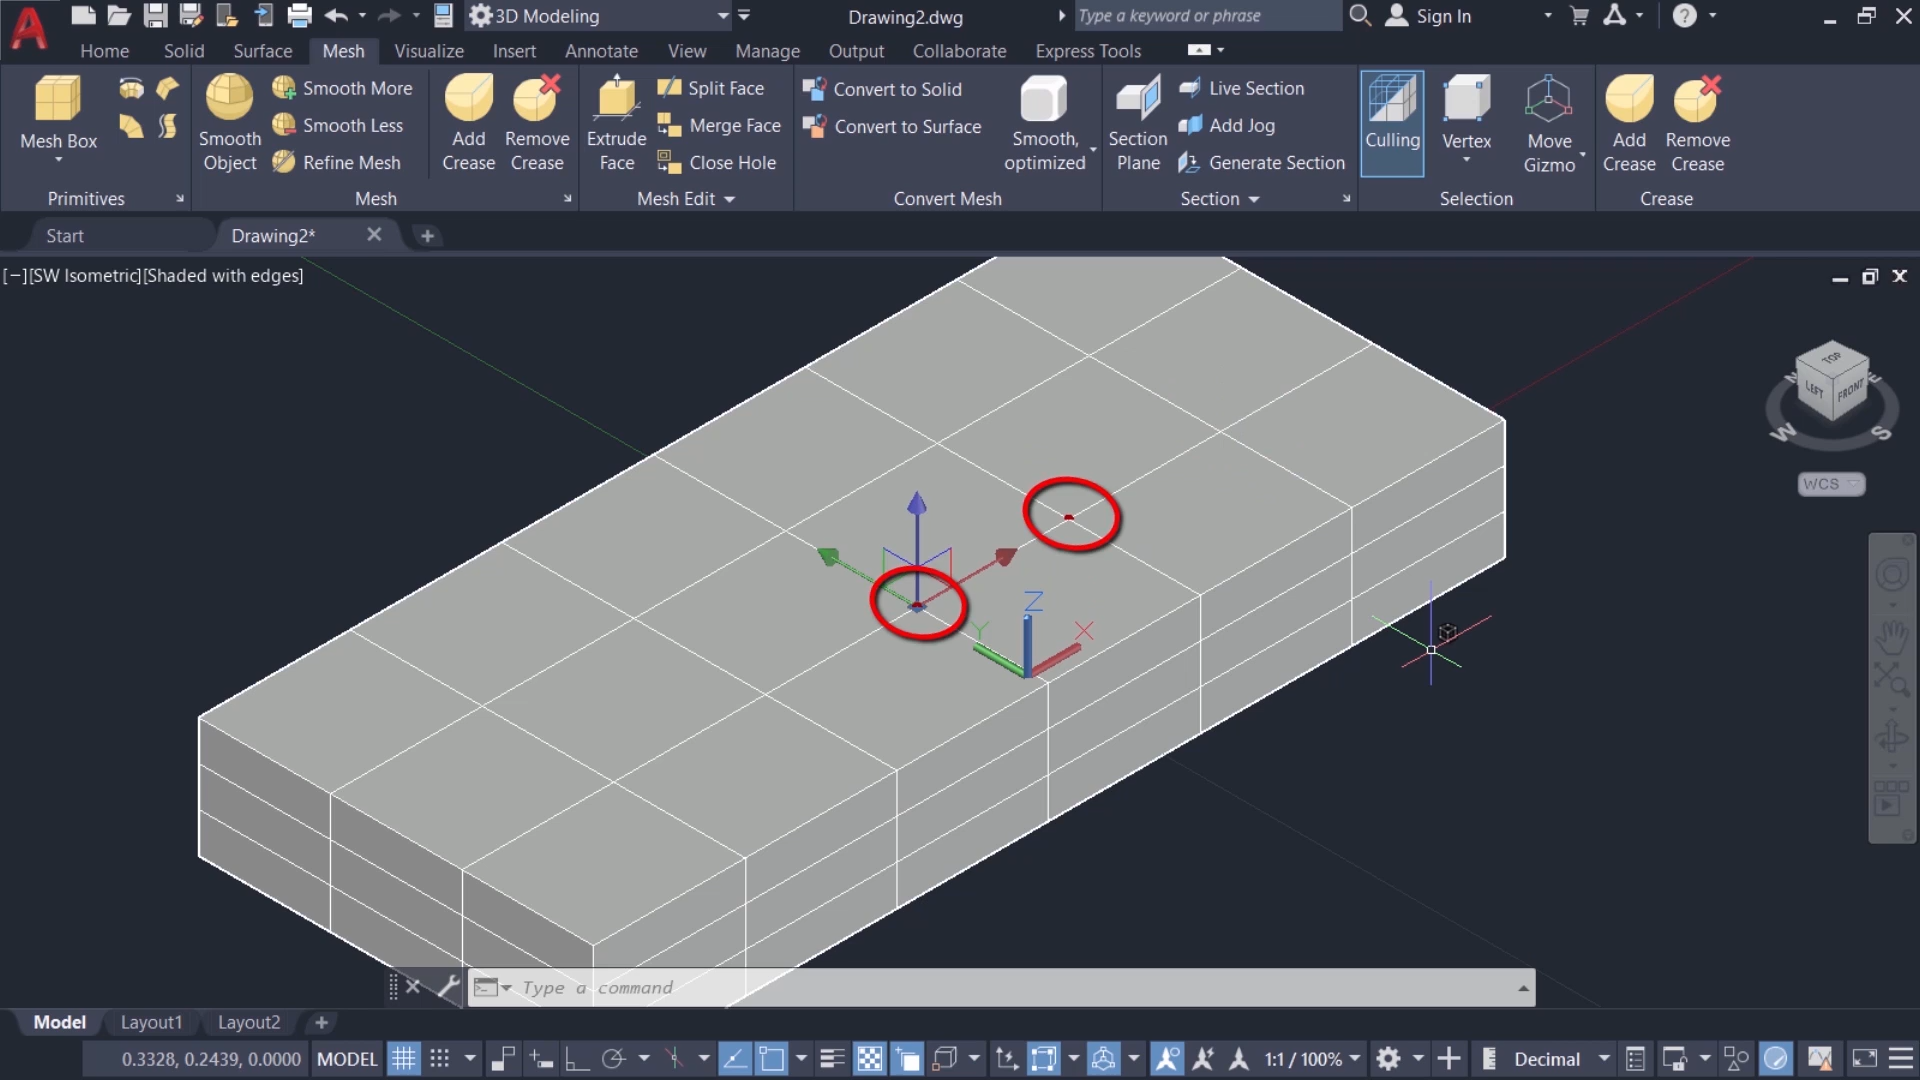 3D Modeling
Drawing2.dwg
Type a keyword or phrase
Sign In
Home Solid Surface Mesh Visualize Insert Annotate View Manage Output Collaborate Express Tools
Mesh Box
Smooth Object
Smooth More
Smooth Less
Refine Mesh
Add Crease
Remove Crease
Extrude Face
Split Face
Merge Face
Close Hole
Convert to Solid
Convert to Surface
Smooth, optimized
Section Plane
Live Section
Add Jog
Generate Section
Culling
Vertex
Move Gizmo
Add Crease
Remove Crease
Primitives Mesh Mesh Edit Convert Mesh Section Selection Crease
Start Drawing2*
[−][SW Isometric][Shaded with edges]
TOP
LEFT FRONT
W S
WCS
Z
Y X
Type a command
Model Layout1 Layout2
0.3328, 0.2439, 0.0000 MODEL 1:1 / 100% Decimal